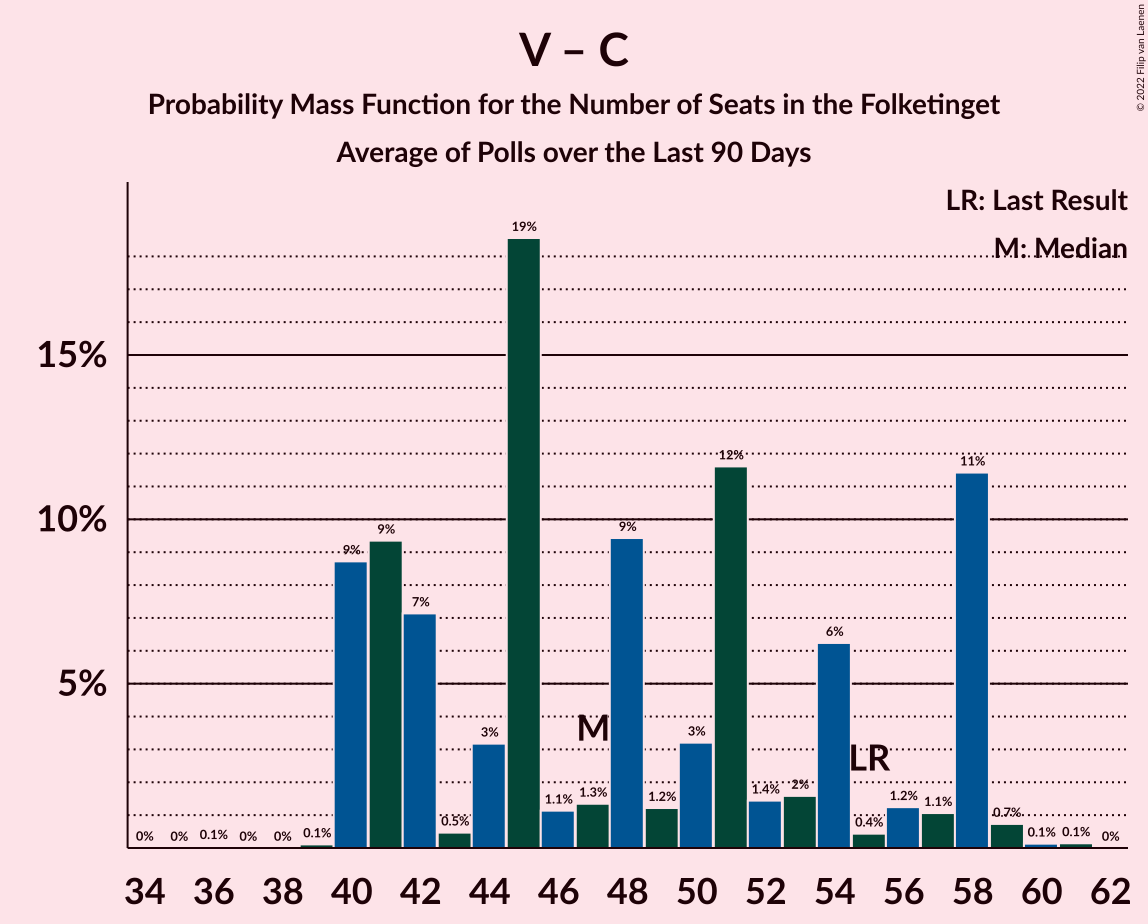 V – C
Probability Mass Function for the Number of Seats in the Folketinget
Average of Polls over the Last 90 Days
© 2022 Filip van Laenen
LR: Last Result
M: Median
15%
10%
5%
0% 0% 0.1% 0% 0% 0.1% 9% 9% 7% 0.5% 3% 19% 1.1% 1.3% 9% 1.2% 3% 12% 1.4% 2% 6% 0.4% 1.2% 1.1% 11% 0.7% 0.1% 0.1% 0%
M
LR
34 36 38 40 42 44 46 48 50 52 54 56 58 60 62